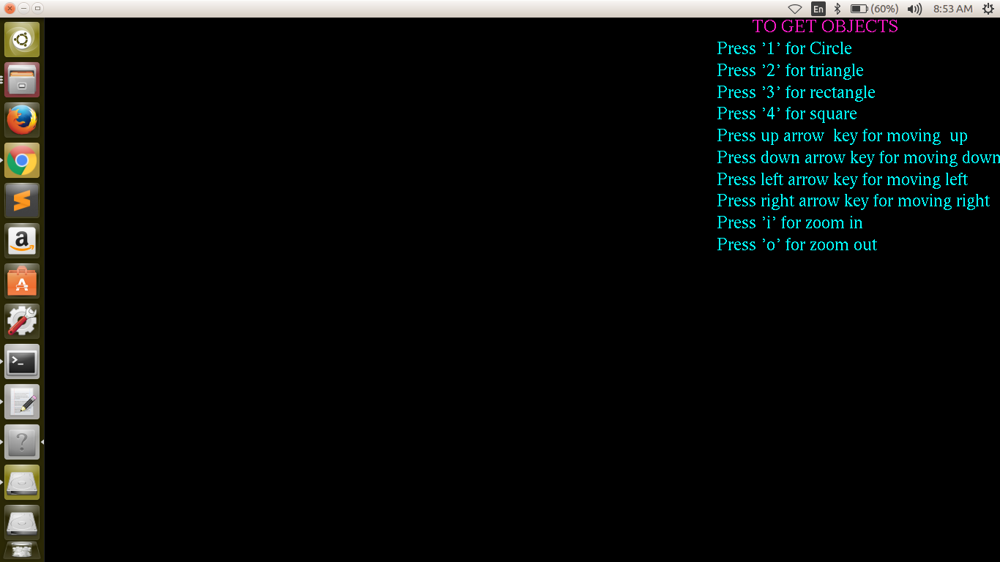 En (60%) 8:53 AM
TO GET OBJECTS
Press ’1’ for Circle
Press ’2’ for triangle
Press ’3’ for rectangle
Press ’4’ for square
Press up arrow  key for moving  up
Press down arrow key for moving down
Press left arrow key for moving left
Press right arrow key for moving right
Press ’i’ for zoom in
Press ’o’ for zoom out